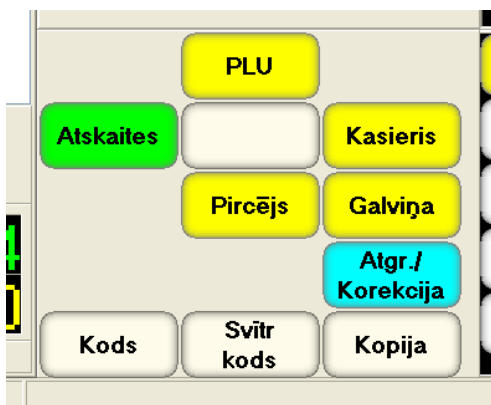 PLU
Atskaites
Kasieris
Pircējs
Galviņa
Atgr./
Korekcija
Kods
Svītr
kods
Kopija